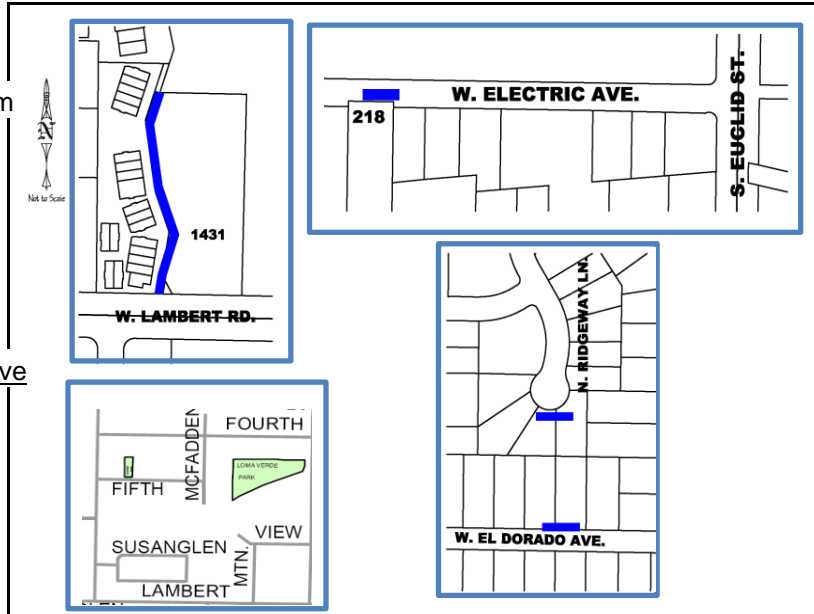 m
N
Not to Scale
1431
W. LAMBERT RD.
W. ELECTRIC AVE.
218
S. EUCLID ST.
ve
N. RIDGEWAY LN.
W. EL DORADO AVE.
FOURTH
MCFADDEN
LOMA VERDE
PARK
FIFTH
VIEW
SUSANGLEN
MTN.
LAMBERT